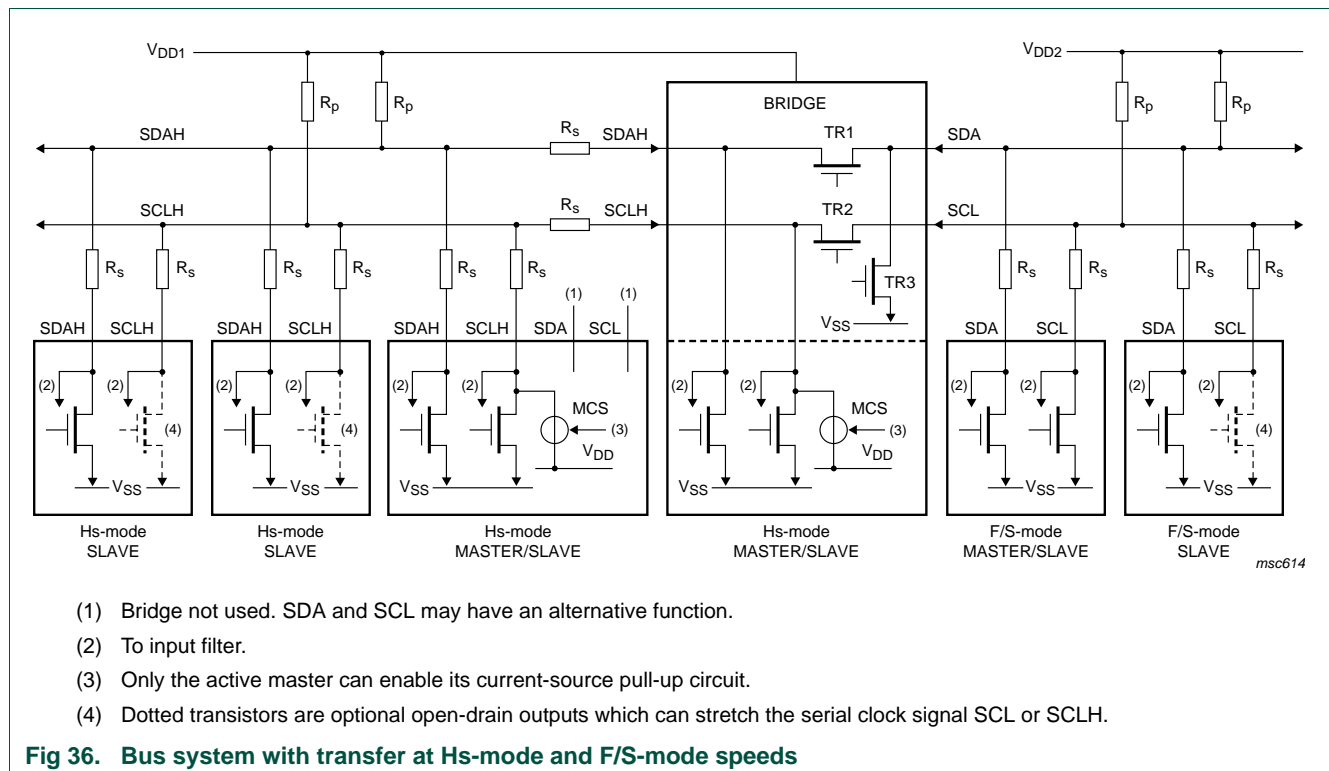 VDD1
VDD2
Rp Rp
BRIDGE
Rp Rp
SDAH Rs SDAH TR1 SDA
SCLH Rs SCLH TR2 SCL
Rs Rs Rs Rs Rs Rs TR3 Rs Rs Rs Rs
(1) (1)
VSS
SDAH SCLH SDAH SCLH SDAH SCLH SDA SCL SDA SCL SDA SCL
(2) (2) (2) (2) (2) (2) (2) (2) (2) (2) (2) (2)
MCS MCS
(4) (4) (3) (3) (4)
VDD VDD
VSS VSS VSS VSS VSS VSS
Hs-mode Hs-mode Hs-mode Hs-mode F/S-mode F/S-mode
SLAVE SLAVE MASTER/SLAVE MASTER/SLAVE MASTER/SLAVE SLAVE
msc614
(1) Bridge not used. SDA and SCL may have an alternative function.
(2) To input filter.
(3) Only the active master can enable its current-source pull-up circuit.
(4) Dotted transistors are optional open-drain outputs which can stretch the serial clock signal SCL or SCLH.
Fig 36. Bus system with transfer at Hs-mode and F/S-mode speeds